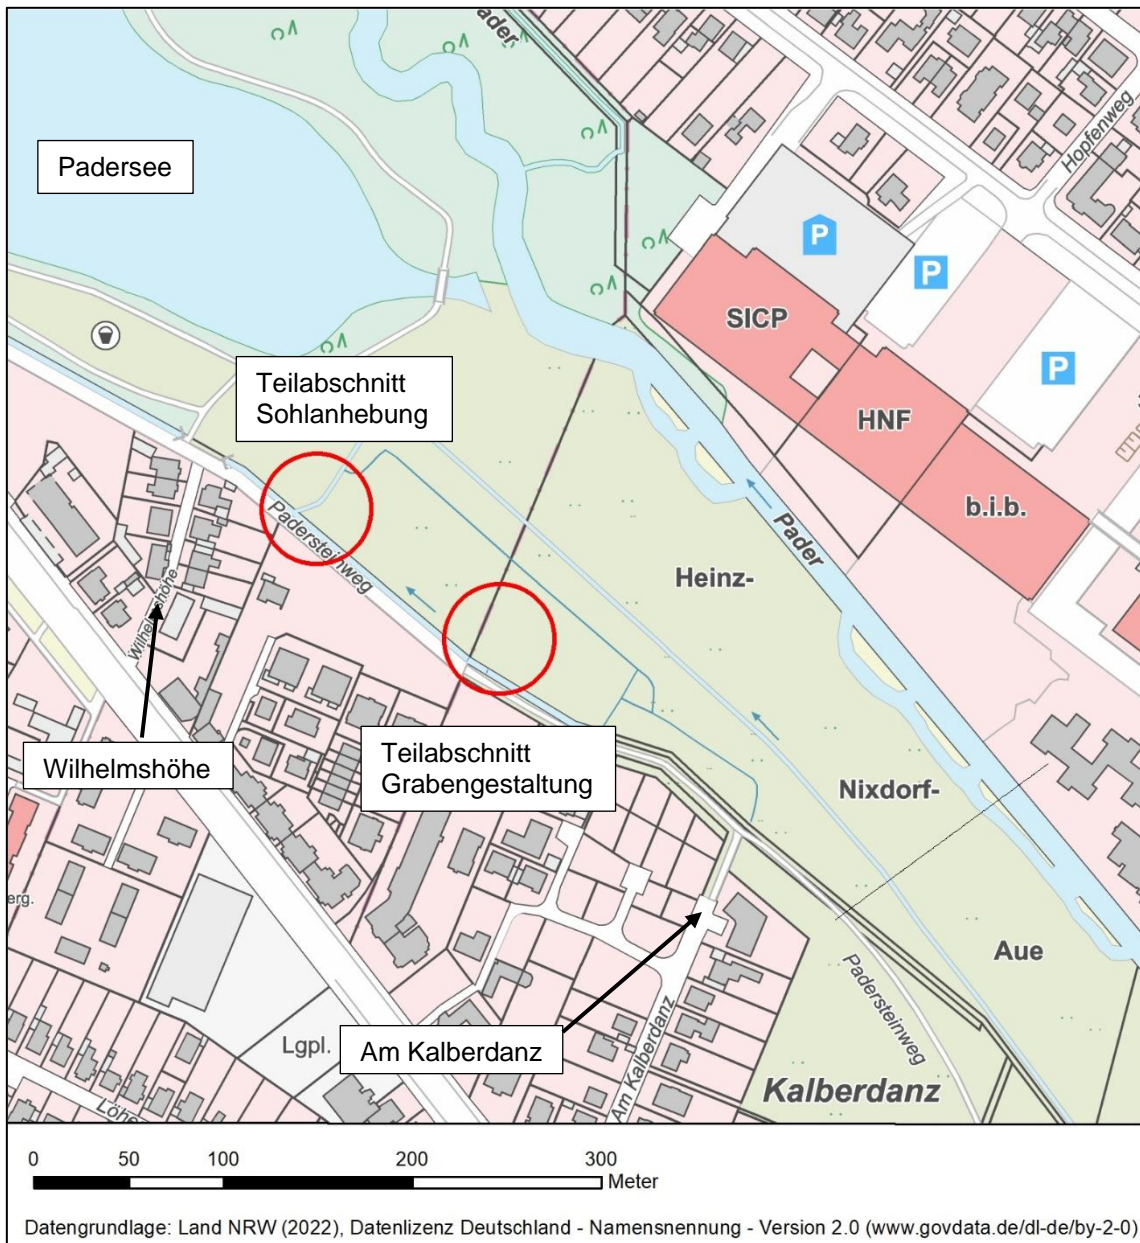 Pader
Hopfenweg
Padersee
P
P
SICP
P
Teilabschnitt
Sohlanhebung
HNF
b.i.b.
Pader
Padersteinweg
Heinz-
Wilhelmshöhe
Wilhelmshöhe
Teilabschnitt
Grabengestaltung
Nixdorf-
erg.
Aue
Padersteinweg
Lgpl.
Am Kalberdanz
Am Kalberdanz
Kalberdanz
Löhe
0 50 100 200 300
Meter
Datengrundlage: Land NRW (2022), Datenlizenz Deutschland - Namensnennung - Version 2.0 (www.govdata.de/dl-de/by-2-0)